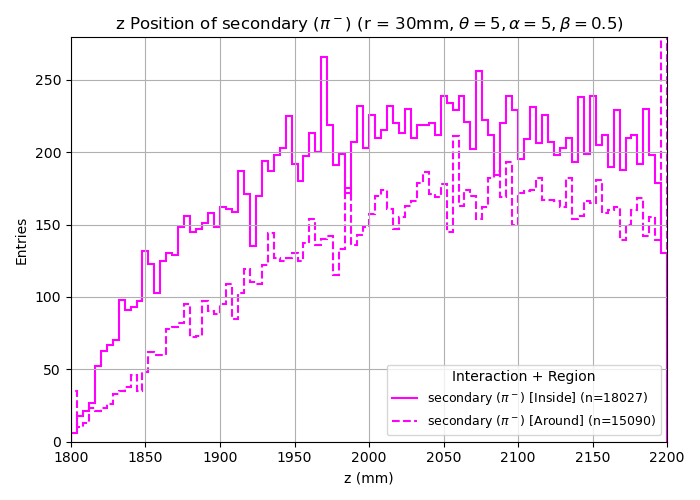 z Position of secondary (π⁻) (r = 30mm, θ = 5, α = 5, β = 0.5)
250
200
150
100
50
0
Entries
1800 1850 1900 1950 2000 2050 2100 2150 2200
z (mm)
Interaction + Region
secondary (π⁻) [Inside] (n=18027)
secondary (π⁻) [Around] (n=15090)